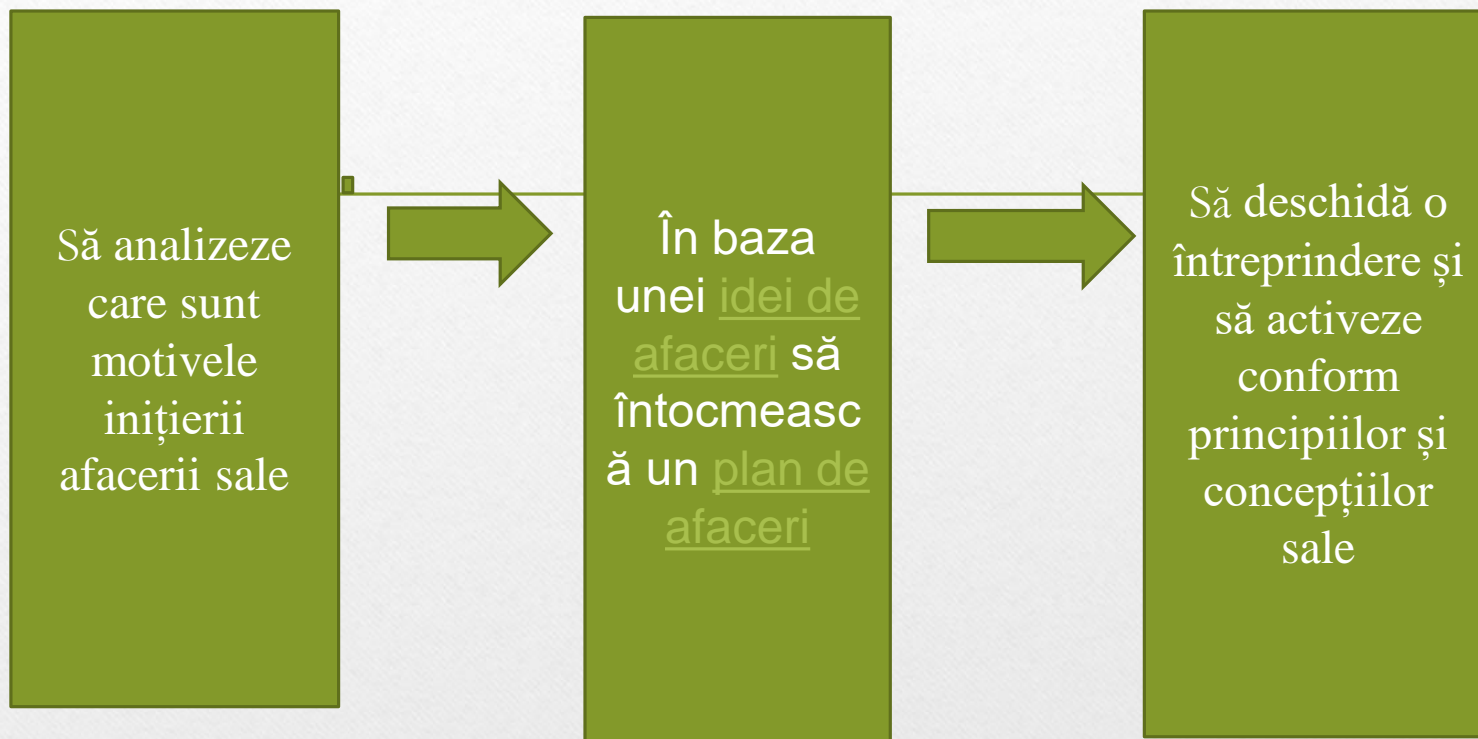 Să analizeze
care sunt
motivele
inițierii
afacerii sale
În baza
unei idei de
afaceri să
întocmeasc
ă un plan de
afaceri
Să deschidă o
întreprindere și
să activeze
conform
principiilor și
concepțiilor
sale